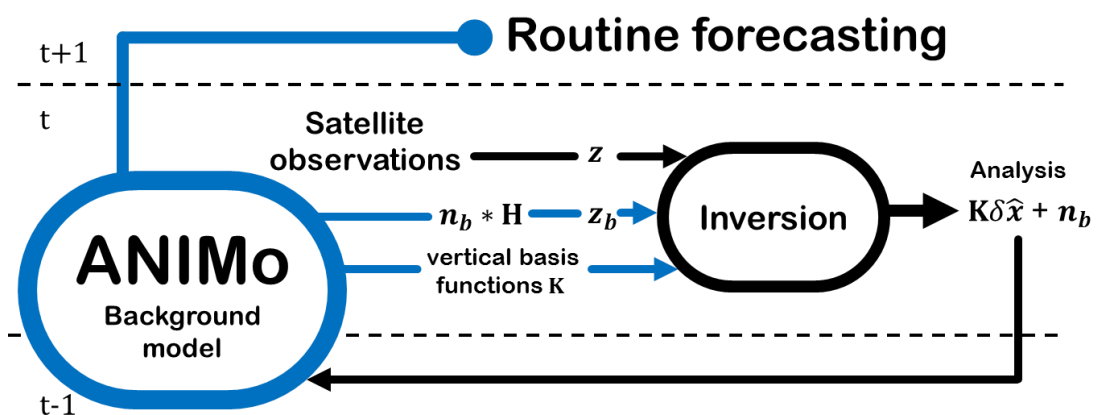 t+1
Routine forecasting
t
Satellite
observations
z
Analysis
n_b * H
z_b
Inversion
Kδx̂ + n_b
ANIMo
vertical basis
functions K
Background
model
t-1